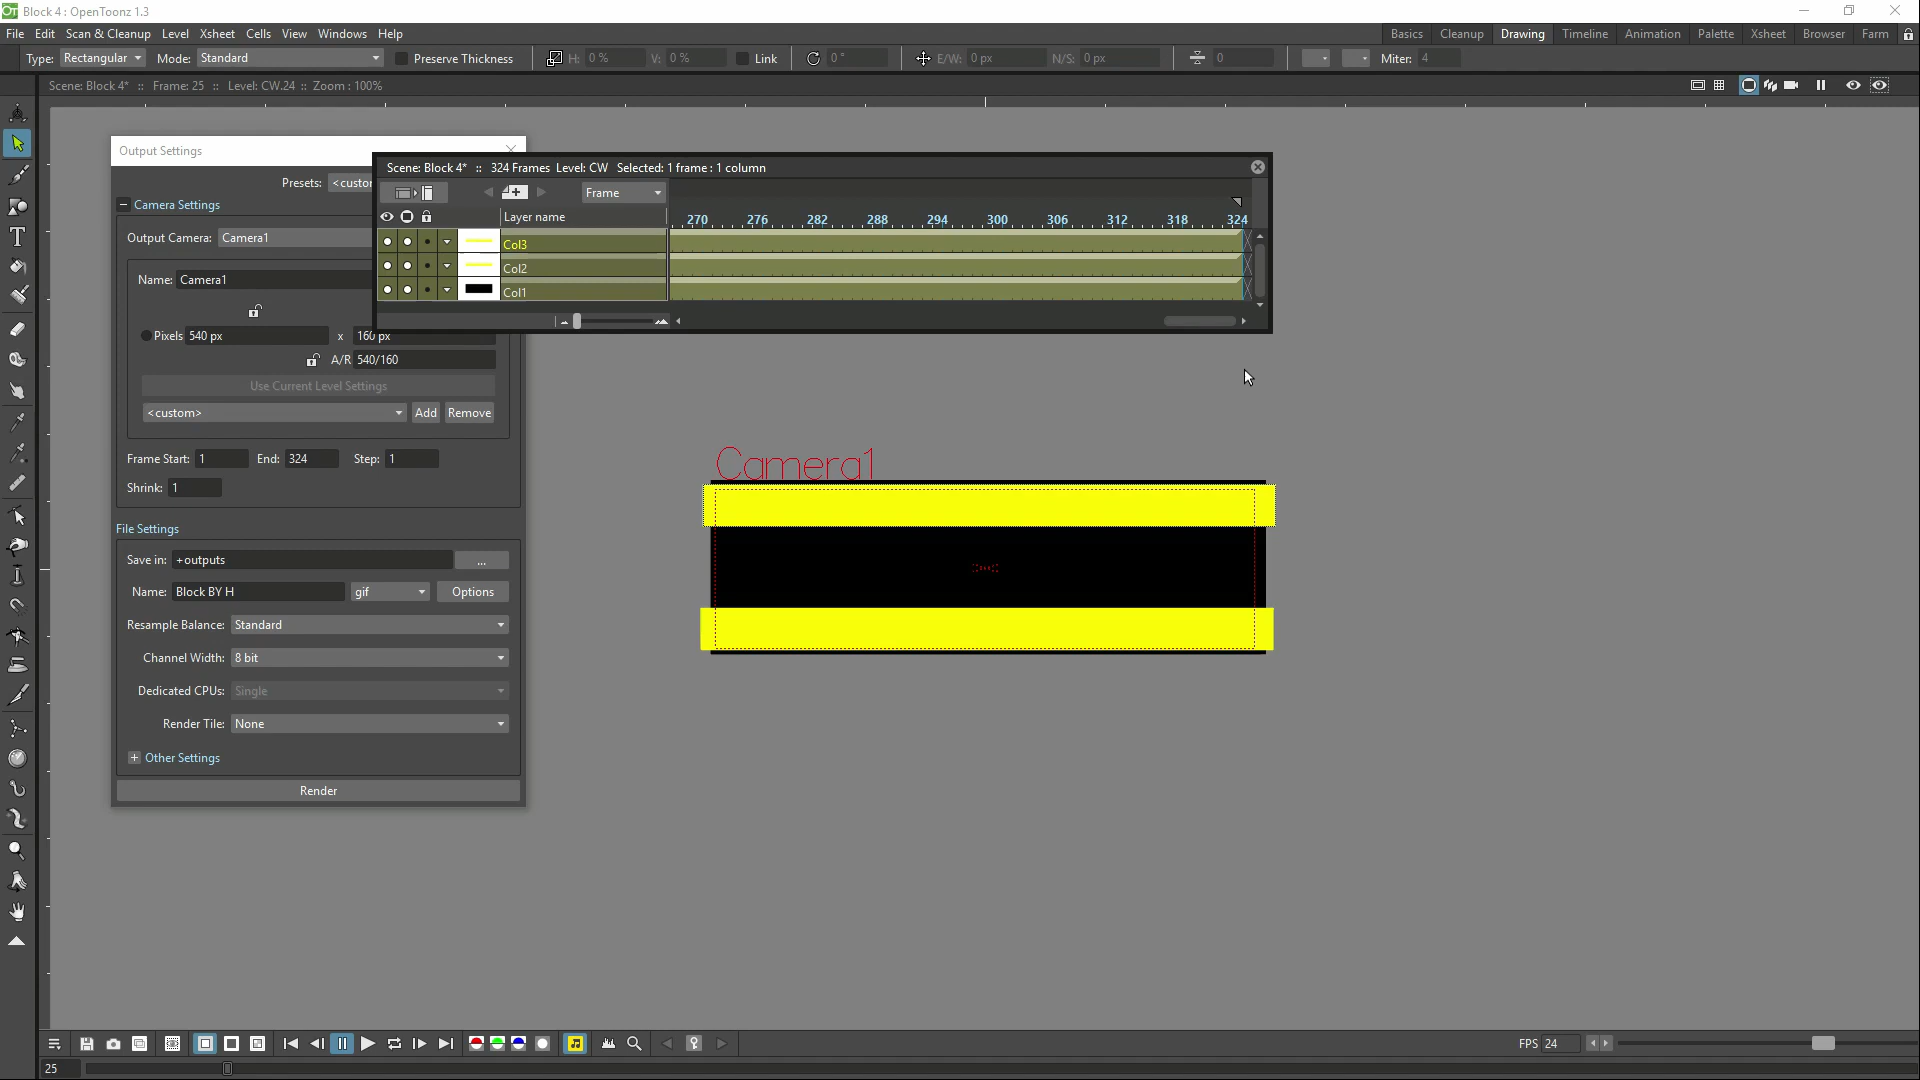 Block 4 : OpenToonz 1.3
File Edit Scan & Cleanup Level Xsheet Cells View Windows Help
Basics Cleanup Drawing Timeline Animation Palette Xsheet Browser Farm
Type: Rectangular Mode: Standard Preserve Thickness H: 0 % V: 0 % Link 0 ° E/W: 0 px N/S: 0 px 0 Miter: 4
Scene: Block 4* :: Frame: 25 :: Level: CW.24 :: Zoom : 100%
Output Settings
Presets: <custo
Camera Settings
Output Camera: Camera1
Name: Camera1
Pixels 540 px x 160 px
A/R 540/160
Use Current Level Settings
<custom> Add Remove
Frame Start: 1 End: 324 Step: 1
Shrink: 1
File Settings
Save in: +outputs ...
Name: Block BY H gif Options
Resample Balance: Standard
Channel Width: 8 bit
Dedicated CPUs: Single
Render Tile: None
Other Settings
Render
Scene: Block 4* :: 324 Frames Level: CW Selected: 1 frame : 1 column
Frame
Layer name
270 276 282 288 294 300 306 312 318 324
Col3
Col2
Col1
Camera1
FPS 24
25